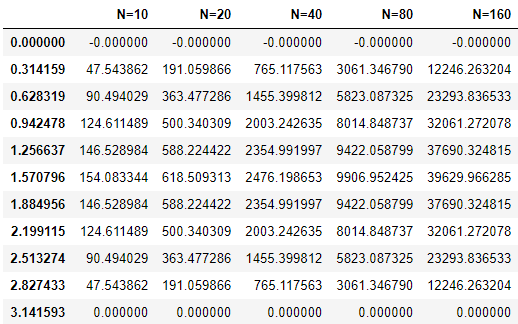 N=10 N=20 N=40 N=80 N=160
0.000000 -0.000000 -0.000000 -0.000000 -0.000000 -0.000000
0.314159 47.543862 191.059866 765.117563 3061.346790 12246.263204
0.628319 90.494029 363.477286 1455.399812 5823.087325 23293.836533
0.942478 124.611489 500.340309 2003.242635 8014.848737 32061.272078
1.256637 146.528984 588.224422 2354.991997 9422.058799 37690.324815
1.570796 154.083344 618.509313 2476.198653 9906.952425 39629.966285
1.884956 146.528984 588.224422 2354.991997 9422.058799 37690.324815
2.199115 124.611489 500.340309 2003.242635 8014.848737 32061.272078
2.513274 90.494029 363.477286 1455.399812 5823.087325 23293.836533
2.827433 47.543862 191.059866 765.117563 3061.346790 12246.263204
3.141593 0.000000 0.000000 0.000000 0.000000 0.000000